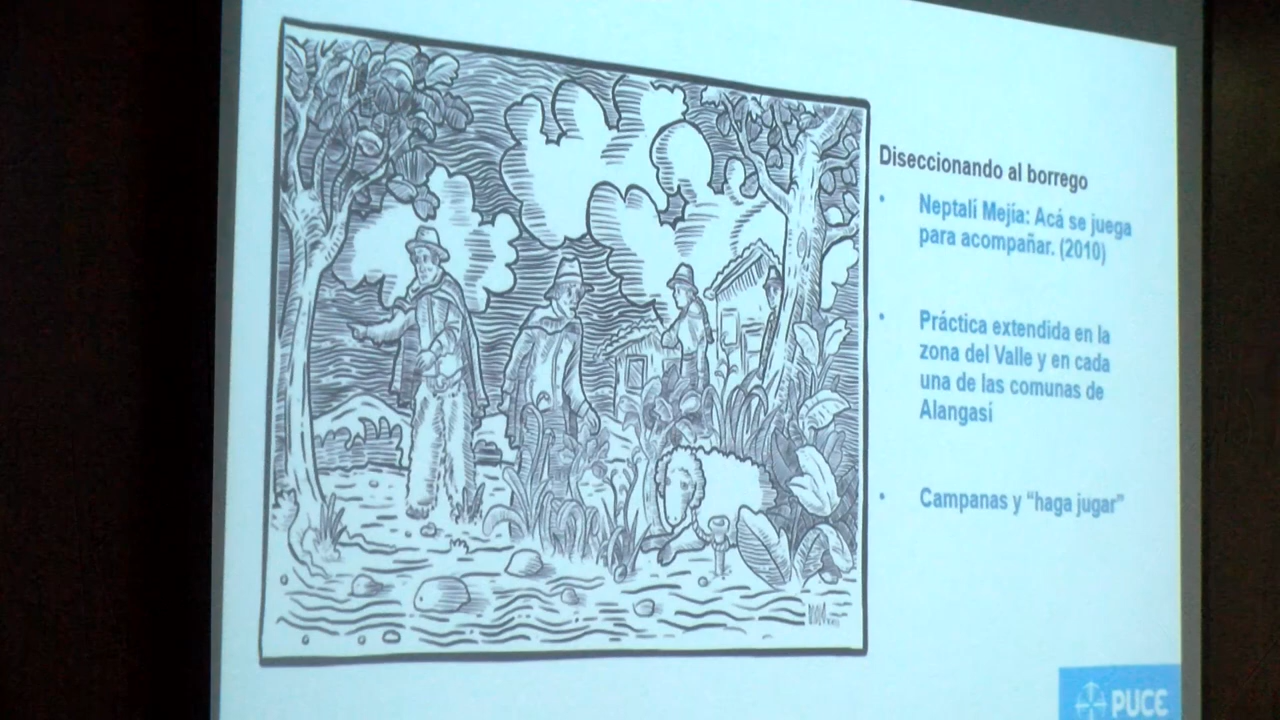 Diseccionando al borrego
• Neptalí Mejía: Acá se juega
para acompañar. (2010)
• Práctica extendida en la
zona del Valle y en cada
una de las comunas de
Alangasí
• Campanas y “haga jugar”
PUCE